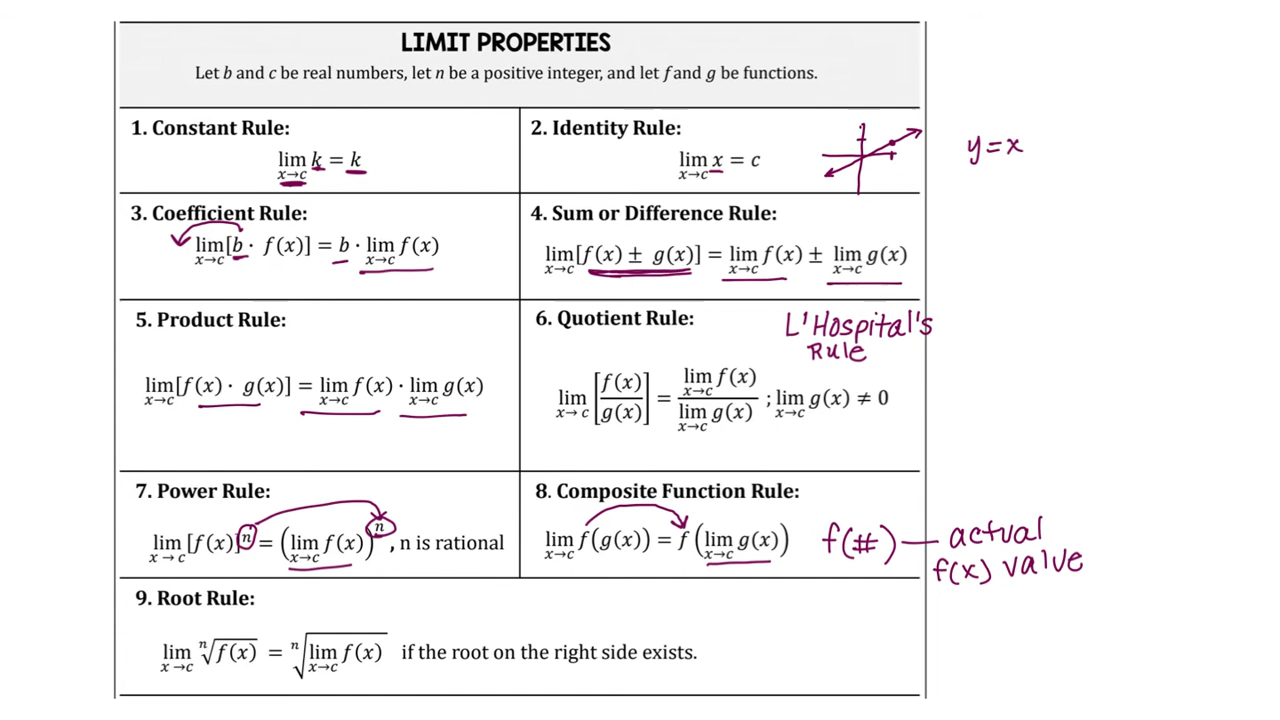 LIMIT PROPERTIES
Let b and c be real numbers, let n be a positive integer, and let f and g be functions.
1. Constant Rule:
lim k = k
x→c
2. Identity Rule:
lim x = c
x→c
y=x
3. Coefficient Rule:
lim[b · f(x)] = b · lim f(x)
x→c x→c
4. Sum or Difference Rule:
lim[f(x) ± g(x)] = lim f(x) ± lim g(x)
x→c x→c x→c
5. Product Rule:
lim[f(x) · g(x)] = lim f(x) · lim g(x)
x→c x→c x→c
6. Quotient Rule:
L'Hospital's
Rule
lim [f(x)/g(x)] = lim f(x) / lim g(x) ; lim g(x) ≠ 0
x→c x→c x→c x→c
7. Power Rule:
lim [f(x)]ⁿ = (lim f(x))ⁿ , n is rational
x→c x→c
8. Composite Function Rule:
lim f(g(x)) = f(lim g(x))
x→c x→c
f(#) — actual
f(x) value
9. Root Rule:
lim ⁿ√f(x) = ⁿ√lim f(x) if the root on the right side exists.
x→c x→c